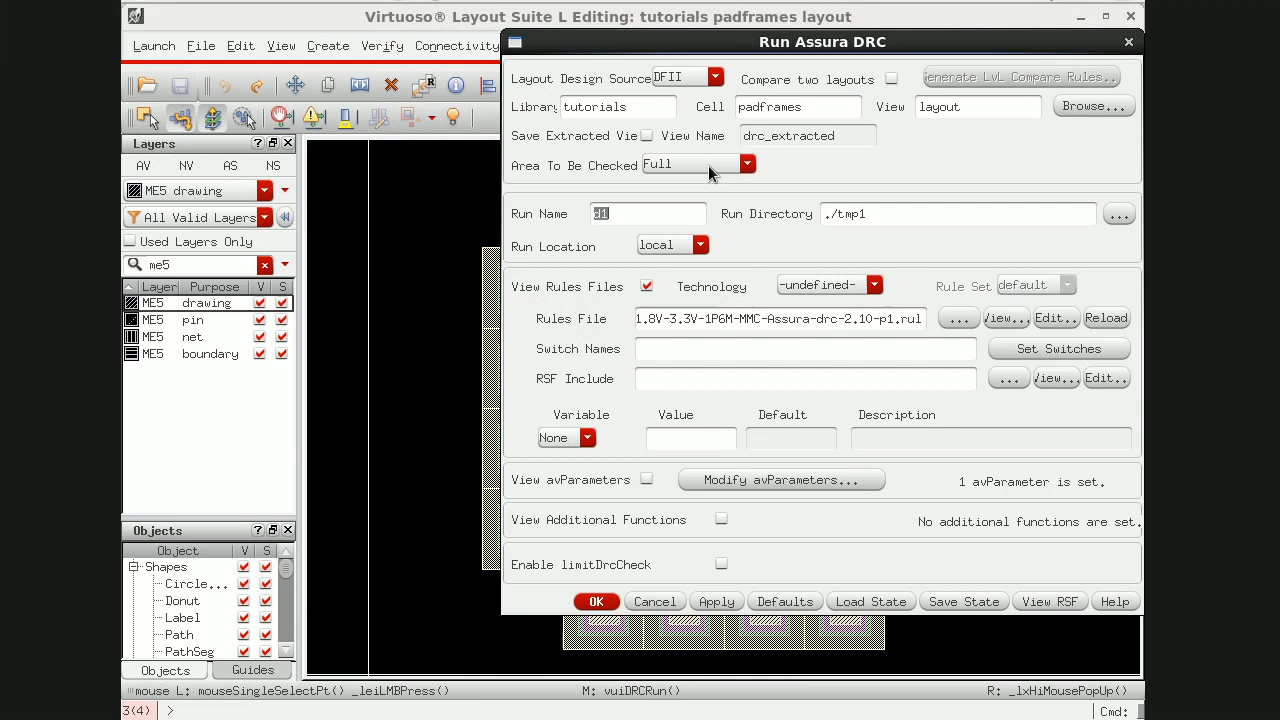 Virtuoso® Layout Suite L Editing: tutorials padframes layout
Launch File Edit View Create Verify Connectivity
Layers
AV NV AS NS
ME5 drawing
All Valid Layers
Used Layers Only
me5
Layer Purpose V S
ME5 drawing
ME5 pin
ME5 net
ME5 boundary
Objects
Object V S
Shapes
Circle...
Donut
Label
Path
PathSeg
Objects Guides
Run Assura DRC
Layout Design Source DFII Compare two layouts enerate LvL Compare Rules..
Library tutorials Cell padframes View layout Browse...
Save Extracted Vie View Name drc_extracted
Area To Be Checked Full
Run Name d1 Run Directory ./tmp1 ...
Run Location local
View Rules Files Technology -undefined- Rule Set default
Rules File 1.8V-3.3V-1P6M-MMC-Assura-drc-2.10-p1.rul ... /iew... Edit.. Reload
Switch Names Set Switches
RSF Include ... /iew... Edit..
Variable Value Default Description
None
View avParameters Modify avParameters... 1 avParameter is set.
View Additional Functions No additional functions are set.
Enable limitDrcCheck
OK Cancel Apply Defaults Load State Save State View RSF Help
mouse L: mouseSingleSelectPt() _leiLMBPress() M: vuiDRCRun() R: _lxHiMousePopUp()
3(4) > Cmd: